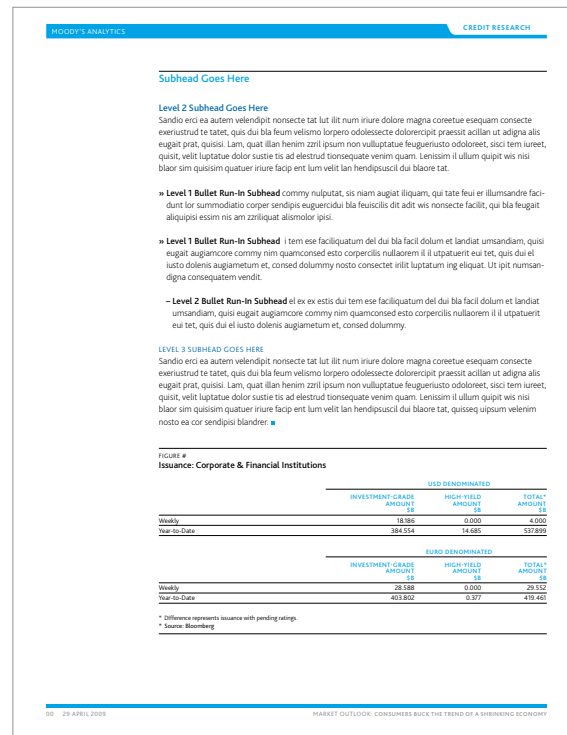 MOODY'S ANALYTICS
CREDIT RESEARCH
Subhead Goes Here
Level 2 Subhead Goes Here
Sandio erci ea autem velendipit nonsecte tat lut ilit num iriure dolore magna coreetue esequam consecte
exeriustrud te tatet, quis dui bla feum velismo lorpero odolessecte dolorercipit praessit acillan ut adigna alis
eugait prat, quisisi. Lam, quat illan henim zzril ipsum non vulluptatue feugueriusto odoloreet, sisci tem iureet,
quisit, velit luptatue dolor sustie tis ad elestrud tionsequate venim quam. Lenissim il ullum quipit wis nisi
blaor sim quisisim quatuer iriure facip ent lum velit lan hendipsuscil dui blaore tat.
» Level 1 Bullet Run-In Subhead commy nulputat, sis niam augiat iliquam, qui tate feui er illumsandre faci-
dunt lor summodiatio corper sendipis euguercidui bla feuiscilis dit adit wis nonsecte facilit, qui bla feugait
aliquipisi essim nis am zzriliquat alismolor ipisi.
» Level 1 Bullet Run-In Subhead i tem ese faciliquatum del dui bla facil dolum et landiat umsandiam, quisi
eugait augiamcore commy nim quamconsed esto corpercilis nullaorem il il utpatuerit eui tet, quis dui el
iusto dolenis augiametum et, consed dolummy nosto consectet irilit luptatum ing eliquat. Ut ipit numsan-
digna consequatem vendit.
– Level 2 Bullet Run-In Subhead el ex ex estis dui tem ese faciliquatum del dui bla facil dolum et landiat
umsandiam, quisi eugait augiamcore commy nim quamconsed esto corpercilis nullaorem il il utpatuerit
eui tet, quis dui el iusto dolenis augiametum et, consed dolummy.
LEVEL 3 SUBHEAD GOES HERE
Sandio erci ea autem velendipit nonsecte tat lut ilit num iriure dolore magna coreetue esequam consecte
exeriustrud te tatet, quis dui bla feum velismo lorpero odolessecte dolorercipit praessit acillan ut adigna alis
eugait prat, quisisi. Lam, quat illan henim zzril ipsum non vulluptatue feugueriusto odoloreet, sisci tem iureet,
quisit, velit luptatue dolor sustie tis ad elestrud tionsequate venim quam. Lenissim il ullum quipit wis nisi
blaor sim quisisim quatuer iriure facip ent lum velit lan hendipsuscil dui blaore tat, quisseq uipsum velenim
nosto ea cor sendipisi blandrer.
FIGURE #
Issuance: Corporate & Financial Institutions
USD DENOMINATED
INVESTMENT-GRADE HIGH-YIELD TOTAL*
AMOUNT AMOUNT AMOUNT
$B $B $B
Weekly 18.186 0.000 4.000
Year-to-Date 384.554 14.685 537.899
EURO DENOMINATED
INVESTMENT-GRADE HIGH-YIELD TOTAL*
AMOUNT AMOUNT AMOUNT
$B $B $B
Weekly 28.588 0.000 29.552
Year-to-Date 403.802 0.377 419.461
* Difference represents issuance with pending ratings.
* Source: Bloomberg
00 29 APRIL 2009 MARKET OUTLOOK: CONSUMERS BUCK THE TREND OF A SHRINKING ECONOMY